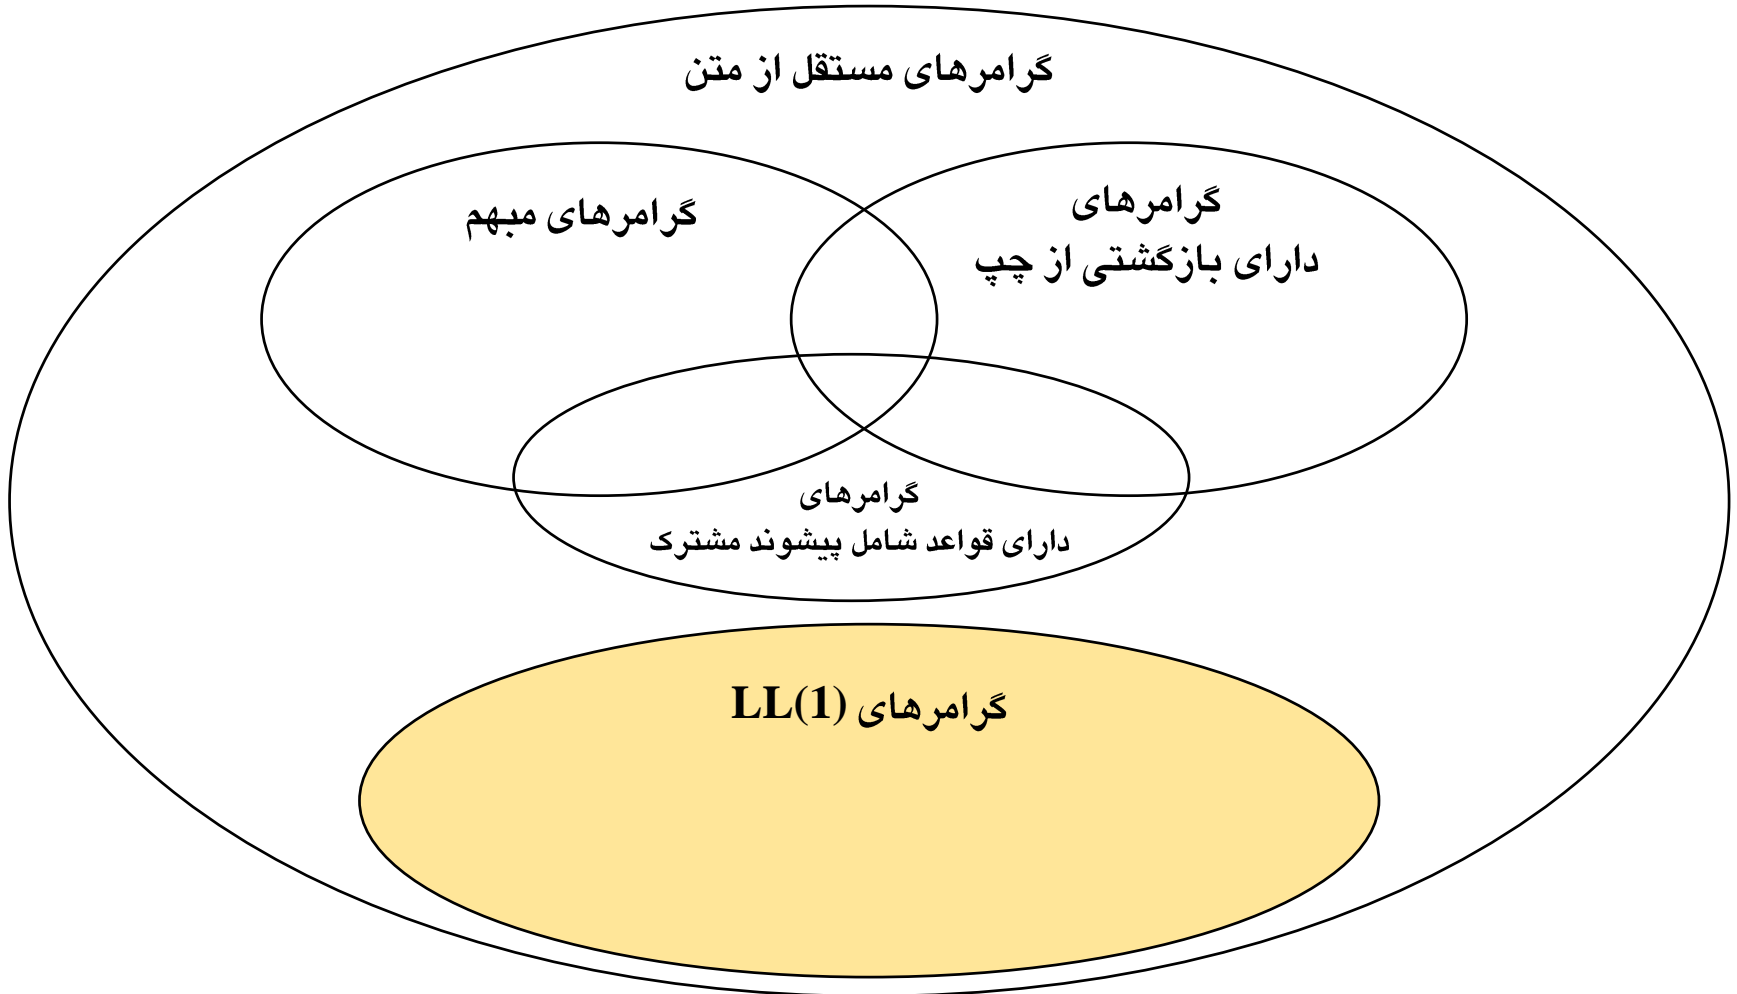 گرامرهای مستقل از متن
گرامرهای
دارای بازگشتی از چپ
گرامرهای مبهم
گرامرهای
دارای قواعد شامل پیشوند مشترک
گرامرهای LL(1)